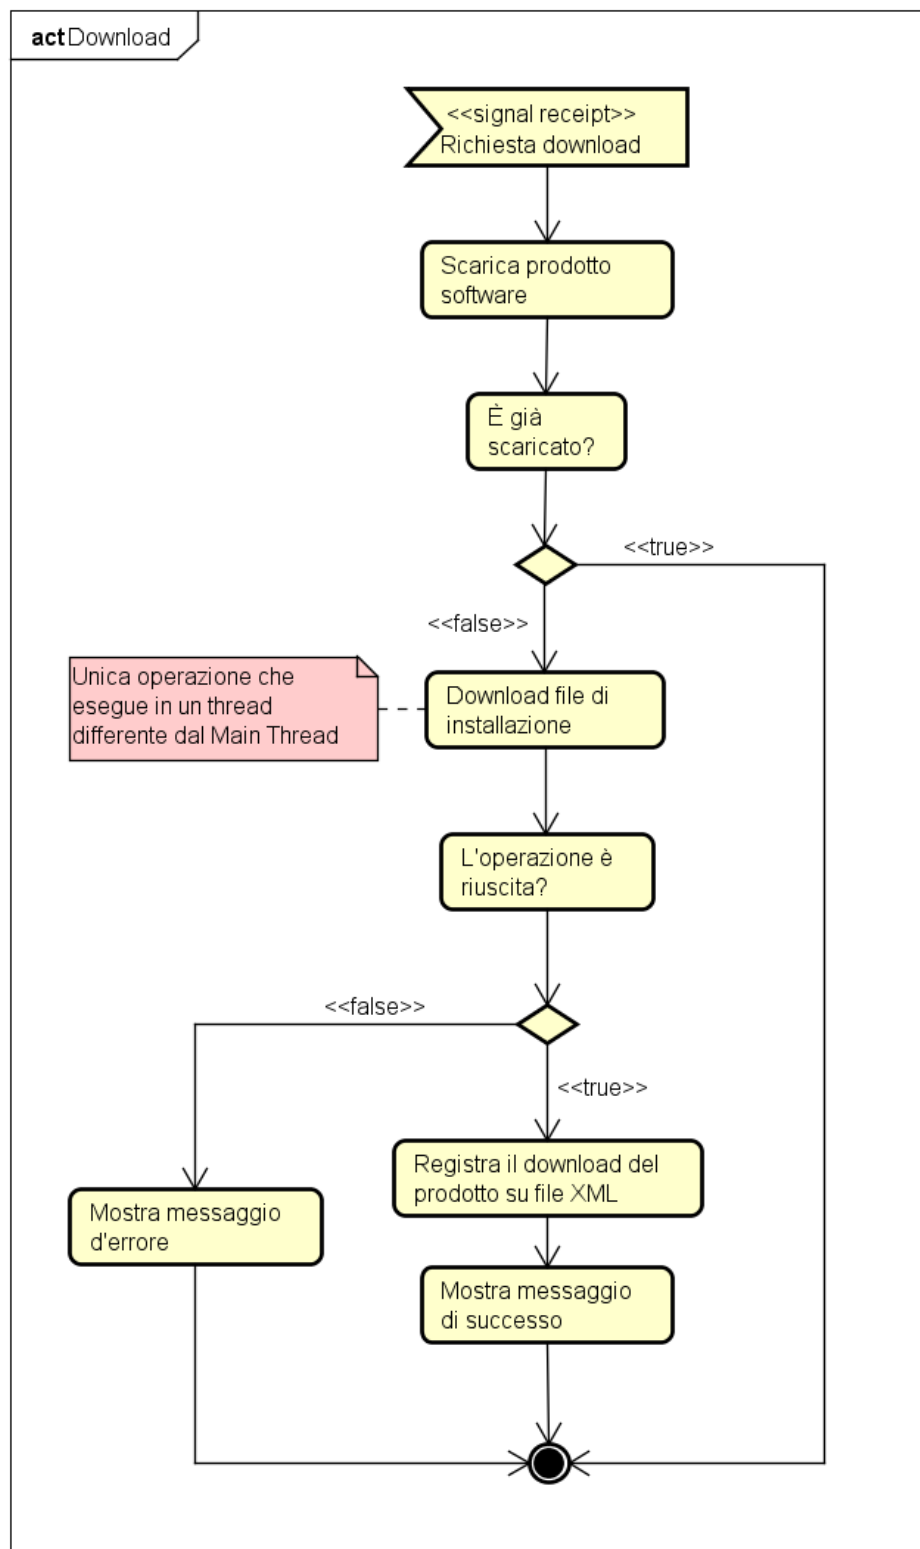 act Download
<<signal receipt>>
Richiesta download
Scarica prodotto
software
È già
scaricato?
<<true>>
<<false>>
Unica operazione che
esegue in un thread
differente dal Main Thread
Download file di
installazione
L'operazione è
riuscita?
<<false>>
<<true>>
Registra il download del
prodotto su file XML
Mostra messaggio
d'errore
Mostra messaggio
di successo